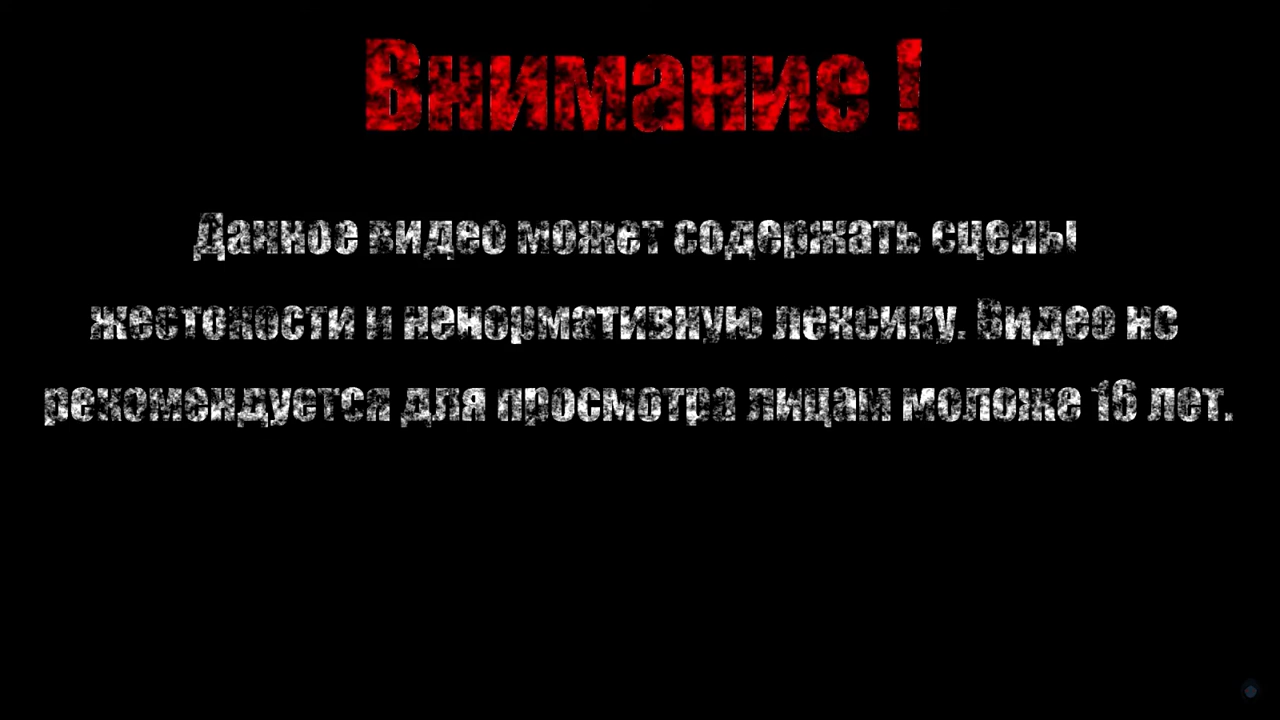 Внимание !
Данное видео может содержать сцены
жестокости и ненормативную лексику. Видео не
рекомендуется для просмотра лицам моложе 16 лет.